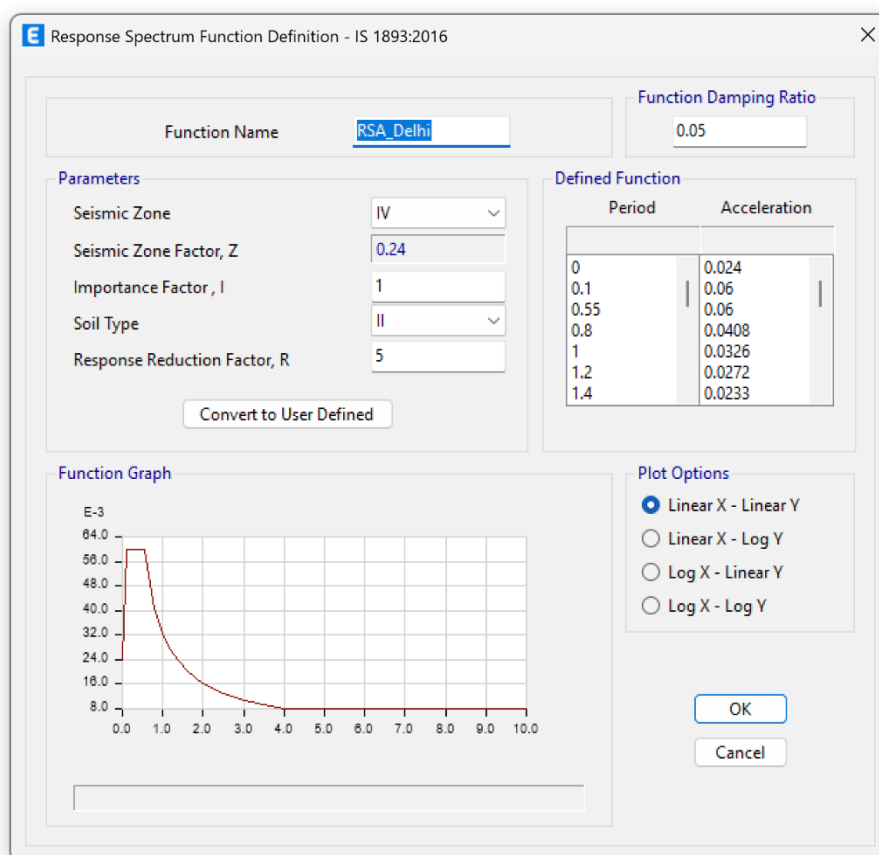 E Response Spectrum Function Definition - IS 1893:2016
Function Damping Ratio
Function Name RSA_Delhi 0.05
Parameters
Seismic Zone IV
Seismic Zone Factor, Z 0.24
Importance Factor , I 1
Soil Type II
Response Reduction Factor, R 5
Convert to User Defined
Defined Function
Period Acceleration
0 0.024
0.1 0.06
0.55 0.06
0.8 0.0408
1 0.0326
1.2 0.0272
1.4 0.0233
Function Graph
E-3
64.0
56.0
48.0
40.0
32.0
24.0
16.0
8.0
0.0 1.0 2.0 3.0 4.0 5.0 6.0 7.0 8.0 9.0 10.0
Plot Options
Linear X - Linear Y
Linear X - Log Y
Log X - Linear Y
Log X - Log Y
OK
Cancel